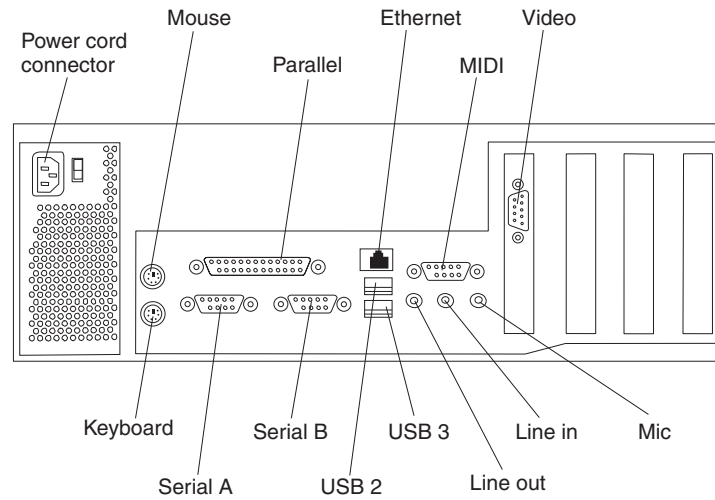 Mouse
Ethernet
Video
Power cord
connector
Parallel
MIDI
Keyboard
Serial B
USB 3
Line in
Mic
Serial A
USB 2
Line out